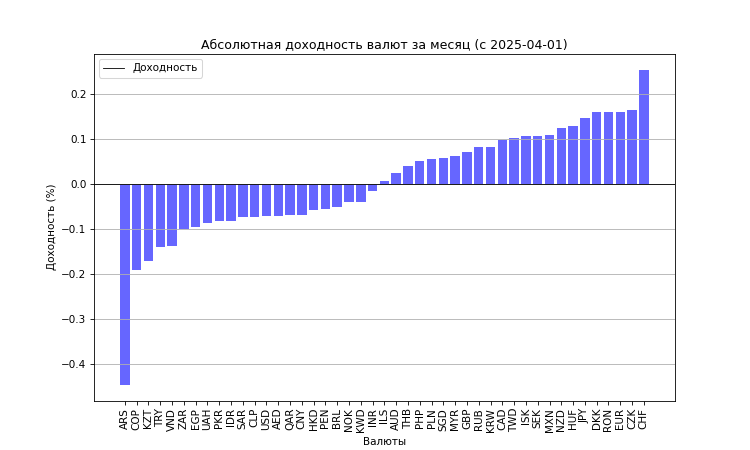 Абсолютная доходность валют за месяц (с 2025-04-01)
Доходность
0.2
0.1
0.0
−0.1
−0.2
−0.3
−0.4
Доходность (%)
ARS COP KZT TRY VND ZAR EGP UAH PKR IDR SAR CLP USD AED QAR CNY HKD PEN BRL NOK KWD INR ILS AUD THB PHP PLN SGD MYR GBP RUB KRW CAD TWD ISK SEK MXN NZD HUF JPY DKK RON EUR CZK CHF
Валюты